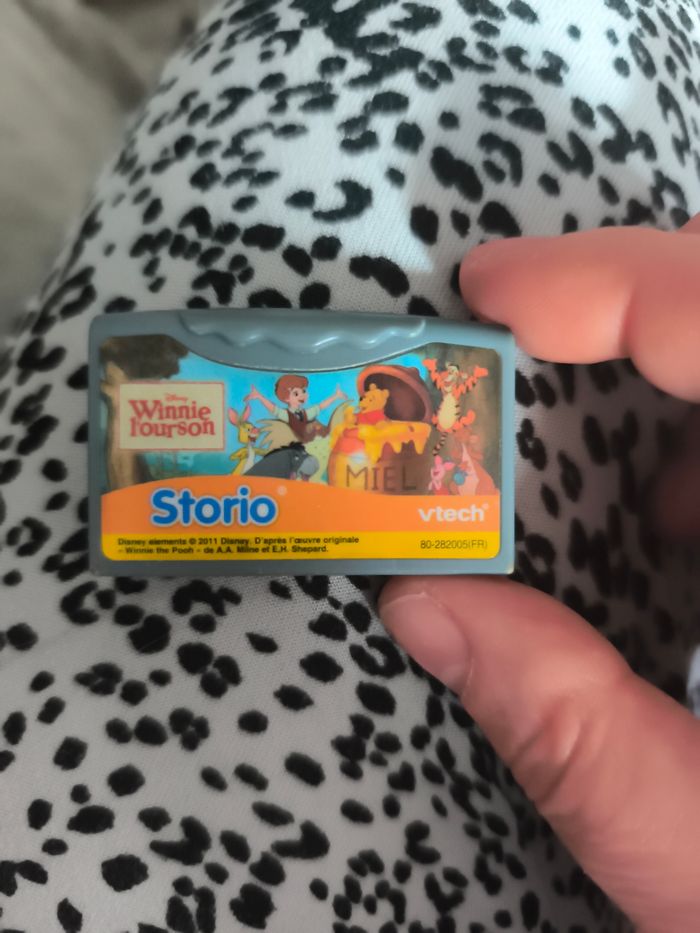 Disney
Winnie
l'ourson
MIEL
Storio®
vtech®
Disney elements © 2011 Disney. D'après l'œuvre originale
« Winnie the Pooh » de A.A. Milne et E.H. Shepard.
80-282005(FR)